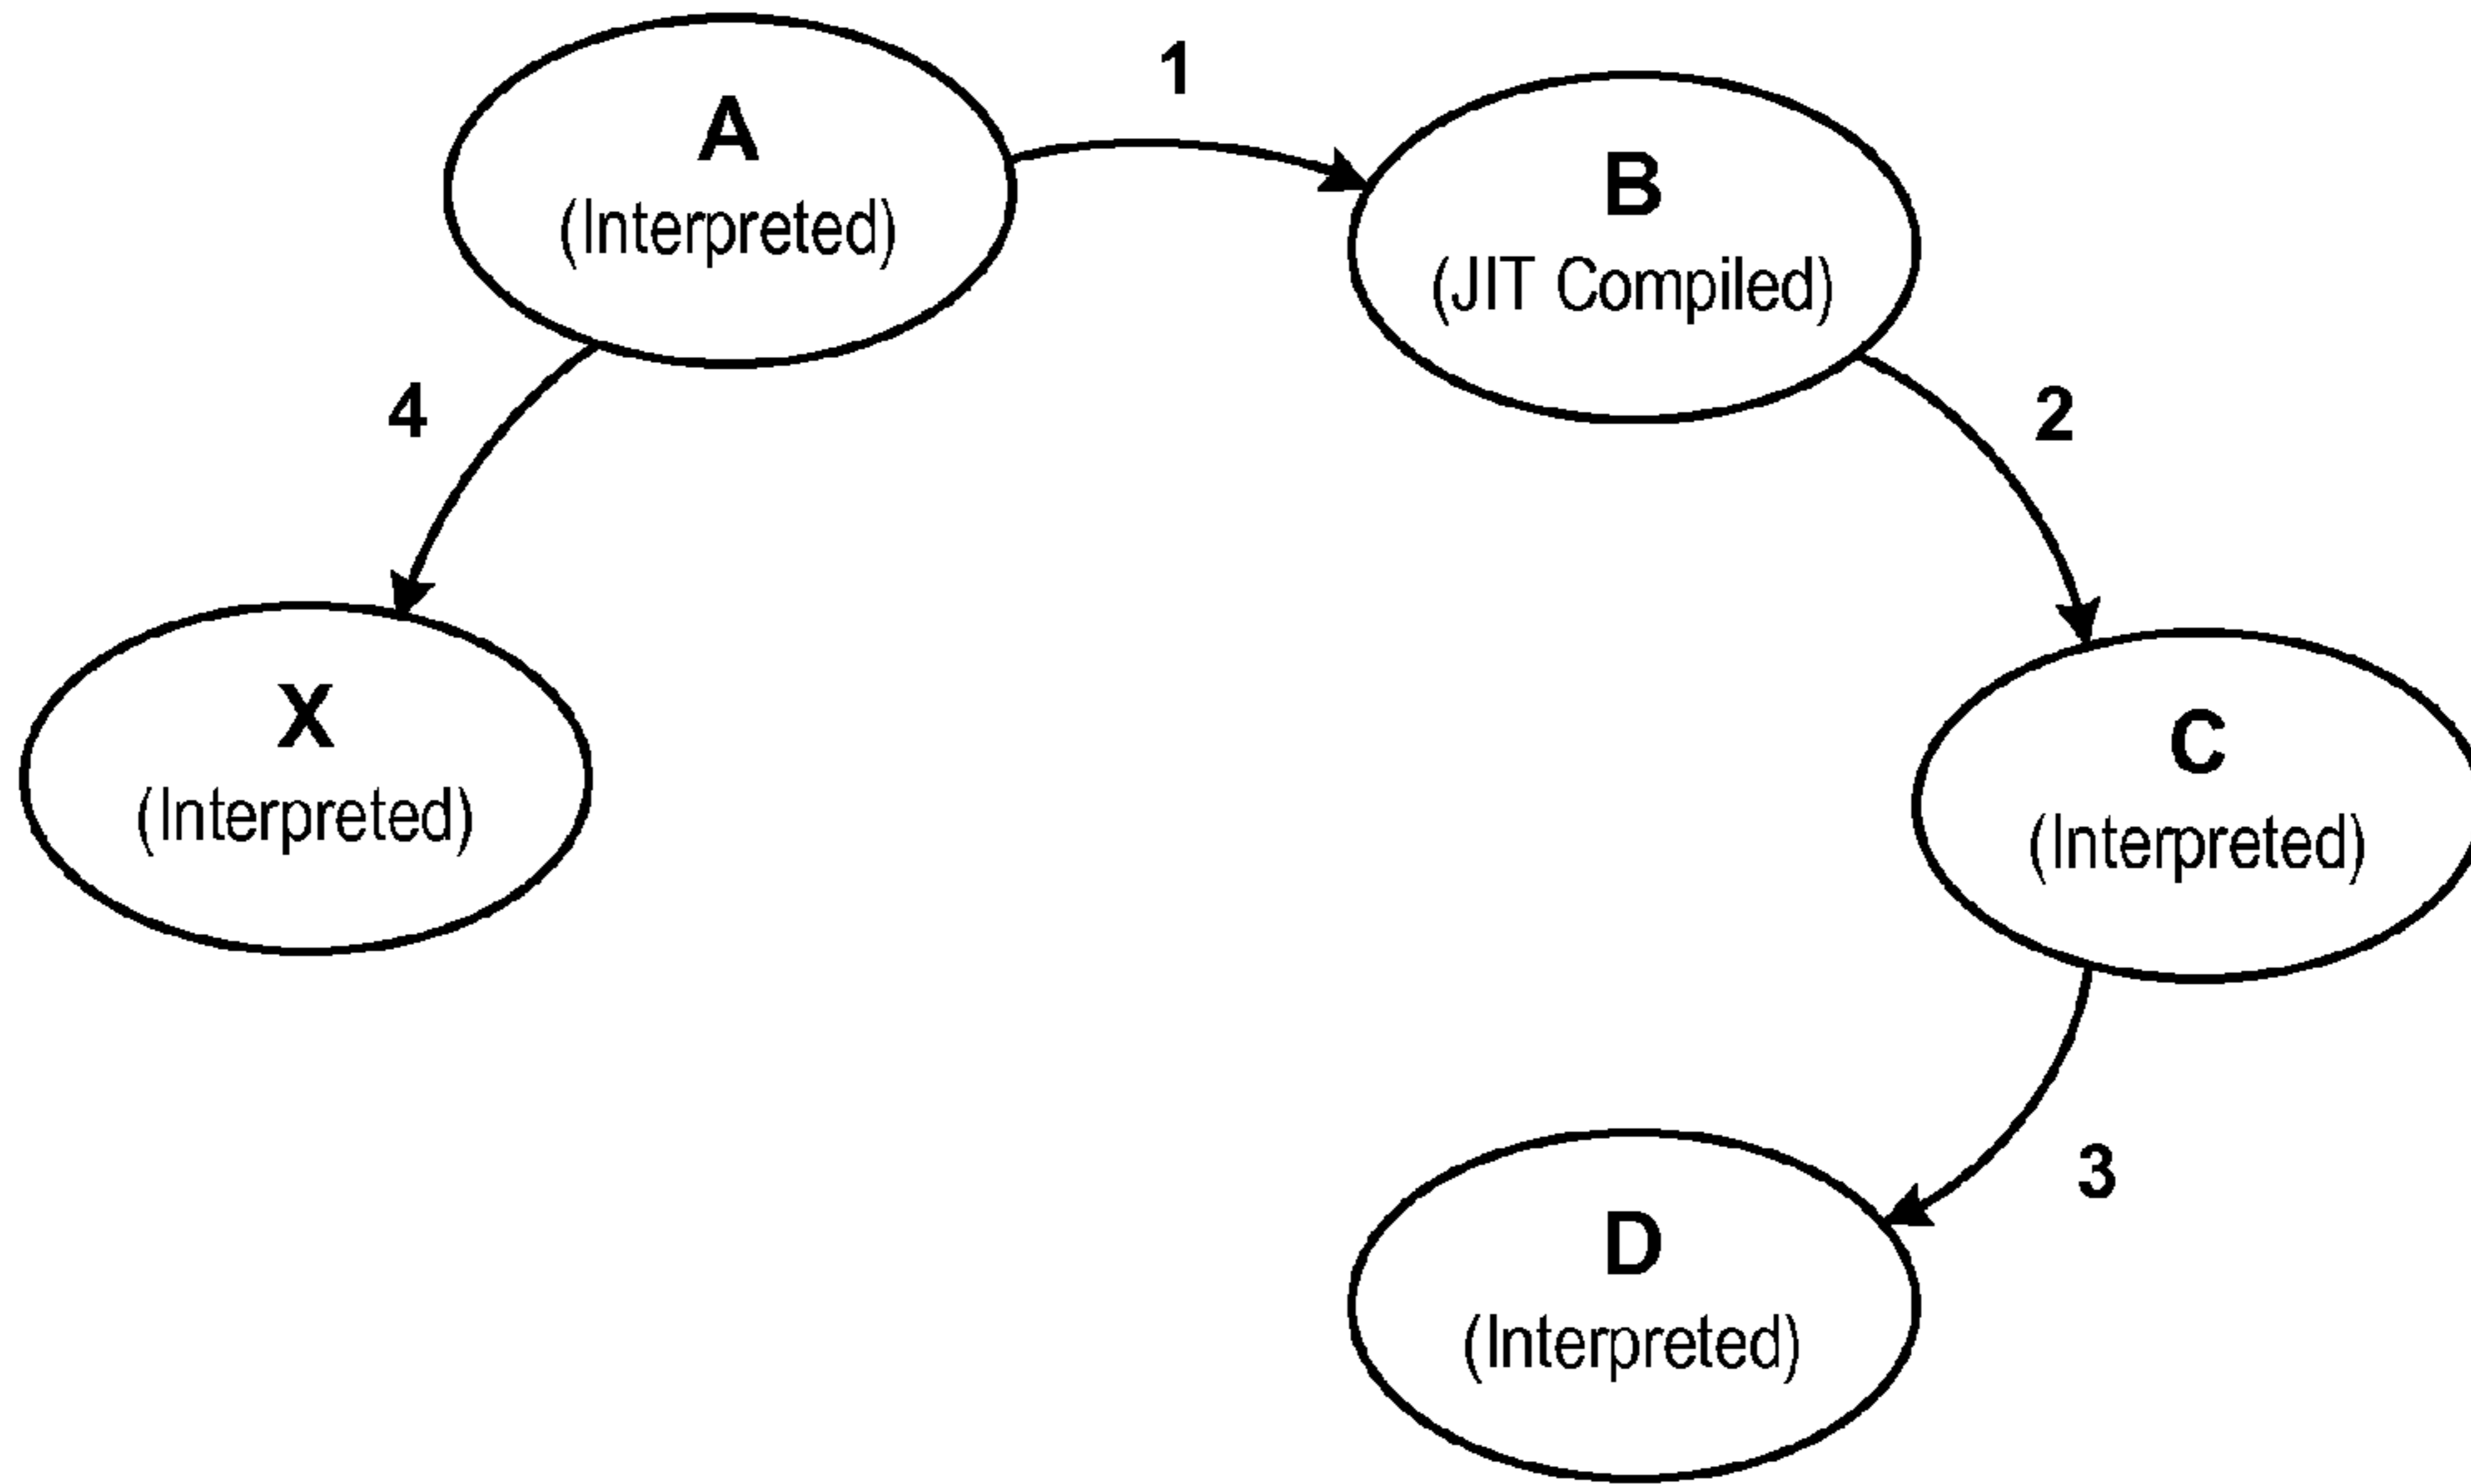 1
A
(Interpreted)
B
(JIT Compiled)
4
2
X
(Interpreted)
C
(Interpreted)
3
D
(Interpreted)